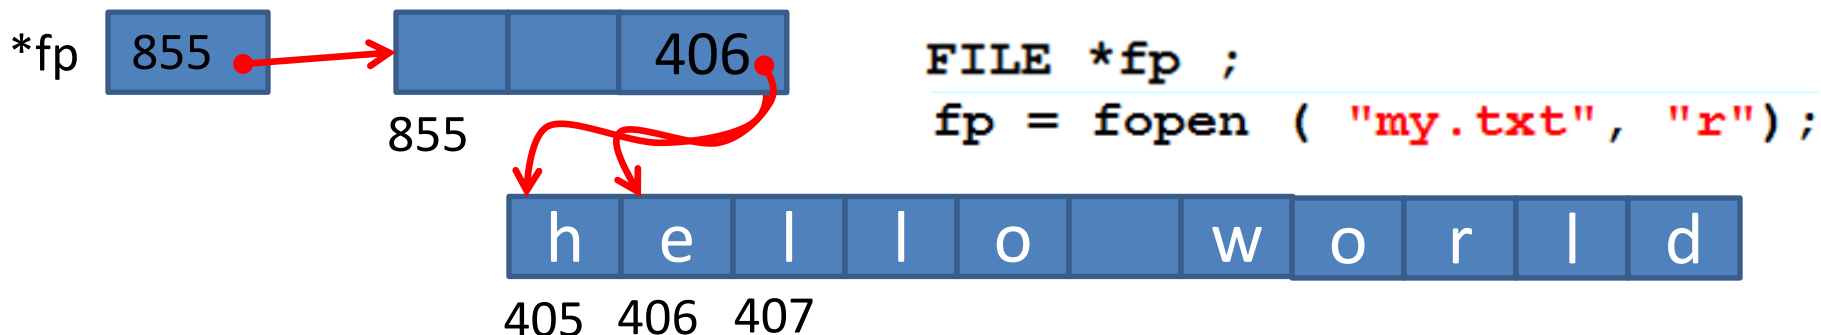 *fp 855 406
855
FILE *fp ;
fp = fopen ( "my.txt", "r");
h e l l o w o r l d
405 406 407